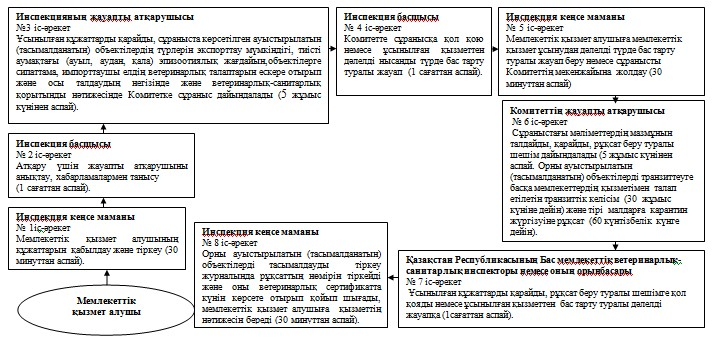 Инспекцияның жауапты атқарушысы
№3 іс-әрекет
Ұсынылған құжаттарды қарайды, сұраныста көрсетілген ауыстырылатын
(тасымалданатын) объектілердің түрлерін экспорттау мүмкіндігі, тиісті
аумақтағы (ауыл, аудан, қала) эпизоотиялық жағдайын,объектілерге
сипаттама, импорттаушы елдің ветеринарлық талаптарын ескере отырып
және осы талдаудың негізінде және ветеринарлық-санитарлық
қорытынды нәтижесінде Комитетке сұраныс дайындалады (5 жұмыс
күнінен аспай).
Инспекция басшысы
№ 4 іс-әрекет
Комитетте сұранысқа қол қою
немесе ұсынылған қызметтен
дәлелді нысанды түрде бас тарту
туралы жауап (1 сағаттан аспай).
Инспекция кеңсе маманы
№ 5 іс-әрекет
Мемлекеттік қызмет алушыға мемлекеттік
қызмет ұсынудан дәлелді түрде бас тарту
туралы жауап беру немесе сұранысты
Комитеттің мекенжайына жолдау (30
минуттан аспай)
Комитеттің жауапты атқарушысы
№ 6 іс-әрекет
Сұраныстағы мәліметтердің мазмұнын
талдайды, қарайды, рұқсат беру туралы
шешім дайындалады (5 жұмыс күнінен
аспай. Орны ауыстырылатын
(тасымалданатын) объектілерді транзиттеуге
басқа мемлекеттердің қызметімен талап
етілетін транзиттік келісім (30 жұмыс
күніне дейін) және тірі малдарға карантин
жүргізуіне рұқсат (60 күнтізбелік күнге
дейін).
Инспекция басшысы
№ 2 іс-әрекет
Атқару үшін жауапты атқарушыны
анықтау, хабарламалармен танысу
(1 сағаттан аспай).
Инспекция кеңсе маманы
№ 1іс-әрекет
Мемлекеттік қызмет алушының
құжаттарын қабылдау және тіркеу (30
минуттан аспай).
Мемлекеттік
қызмет алушы
Инспекция кеңсе маманы
№ 8 іс-әрекет
Орны ауыстырылатын (тасымалданатын)
объектілерді тасымалдауды тіркеу
журналында рұқсаттың нөмірін тіркейді
және оны ветеринарлық сертификатта
күнін көрсете отырып қойып шығады,
мемлекеттік қызмет алушыға қызметтің
нәтижесін береді (30 минуттан аспай).
Қазақстан Республикасының Бас мемлекеттік ветеринарлық-
санитарлық инспекторы немесе оның орынбасары
№ 7 іс-әрекет
Ұсынылған құжаттарды қарайды, рұқсат беру туралы шешімге қол
қояды немесе ұсынылған қызметтен бас тарту туралы дәлелді
жауапқа (1сағаттан аспай).